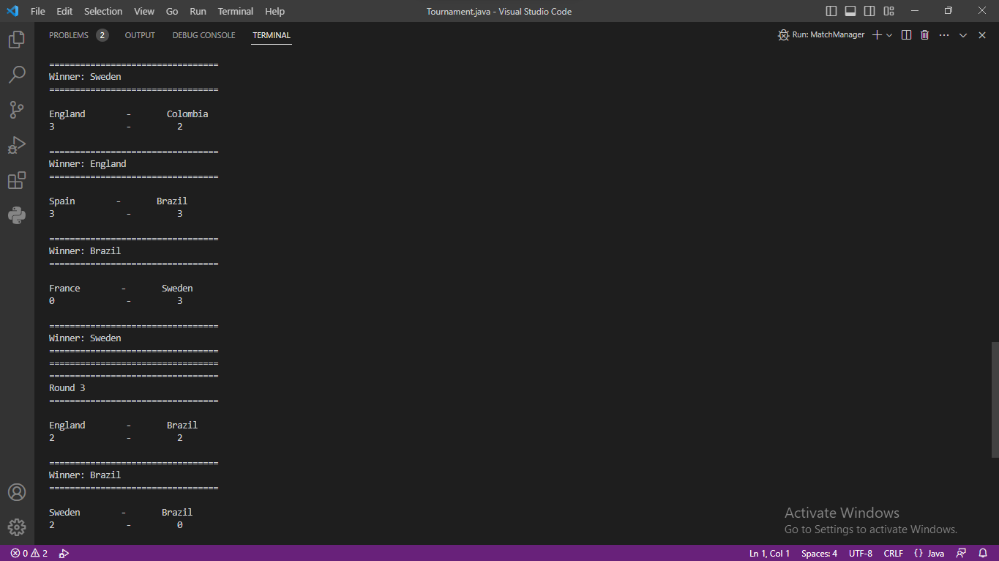 File Edit Selection View Go Run Terminal Help Tournament.java - Visual Studio Code
PROBLEMS 2 OUTPUT DEBUG CONSOLE TERMINAL Run: MatchManager
=================================
Winner: Sweden
=================================
England - Colombia
3 - 2
=================================
Winner: England
=================================
Spain - Brazil
3 - 3
=================================
Winner: Brazil
=================================
France - Sweden
0 - 3
=================================
Winner: Sweden
=================================
=================================
=================================
Round 3
=================================
England - Brazil
2 - 2
=================================
Winner: Brazil
=================================
Sweden - Brazil
2 - 0
Activate Windows
Go to Settings to activate Windows.
0 2 Ln 1, Col 1 Spaces: 4 UTF-8 CRLF {} Java